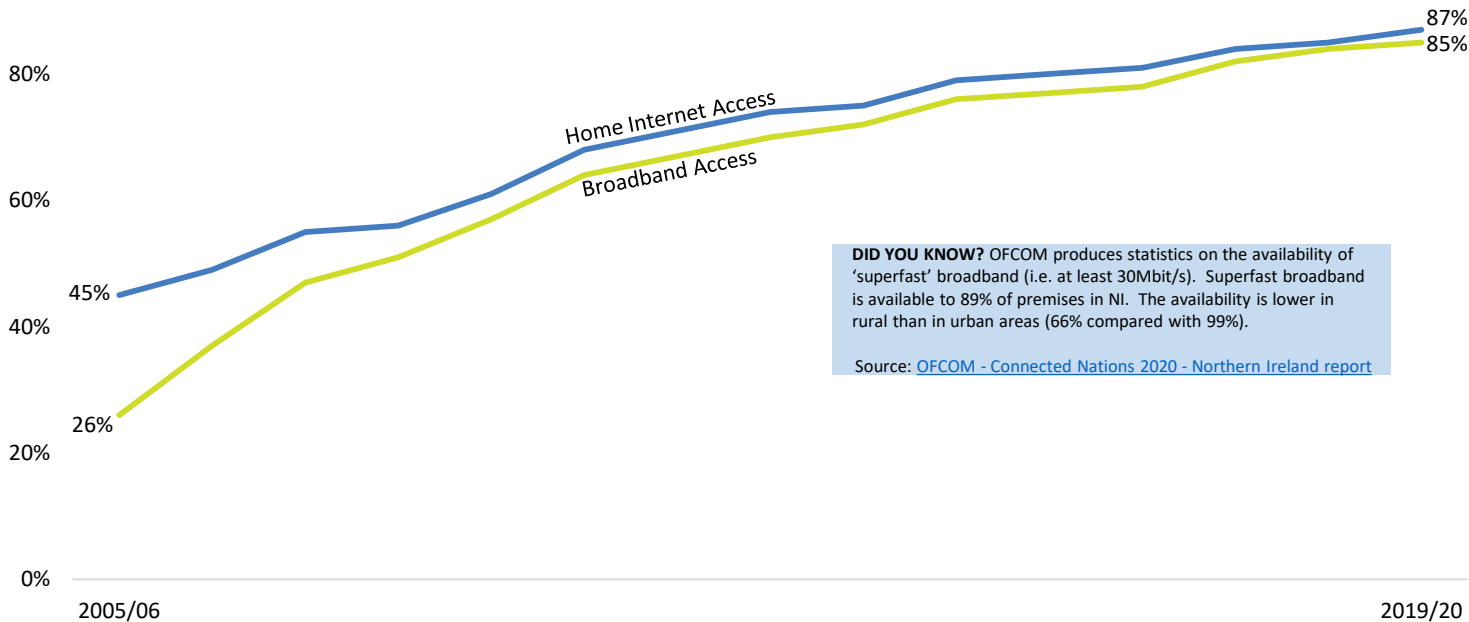 87%
85%
80%
Home Internet Access
Broadband Access
60%
DID YOU KNOW? OFCOM produces statistics on the availability of
‘superfast’ broadband (i.e. at least 30Mbit/s). Superfast broadband
is available to 89% of premises in NI. The availability is lower in
rural than in urban areas (66% compared with 99%).
Source: OFCOM - Connected Nations 2020 - Northern Ireland report
45%
40%
26%
20%
0%
2005/06
2019/20